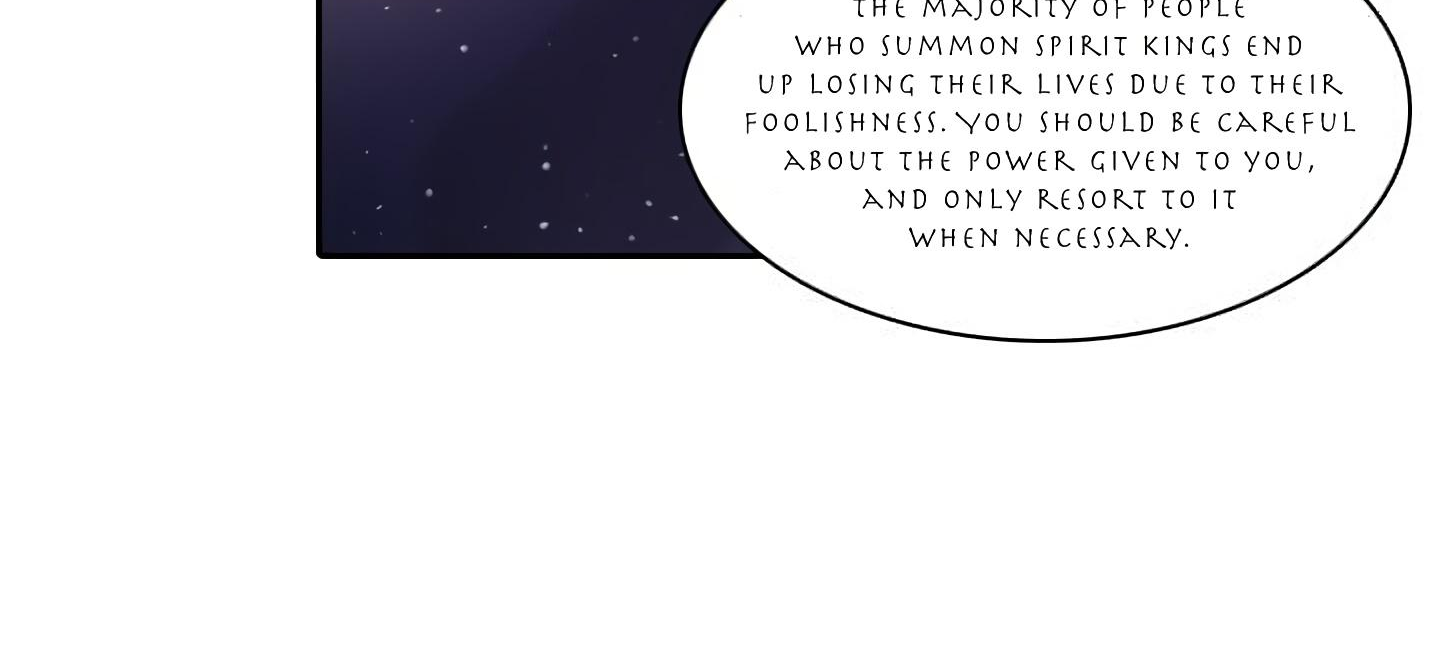 THE MAJORITY OF PEOPLE
WHO SUMMON SPIRIT KINGS END
UP LOSING THEIR LIVES DUE TO THEIR
FOOLISHNESS. YOU SHOULD BE CAREFUL
ABOUT THE POWER GIVEN TO YOU,
AND ONLY RESORT TO IT
WHEN NECESSARY.